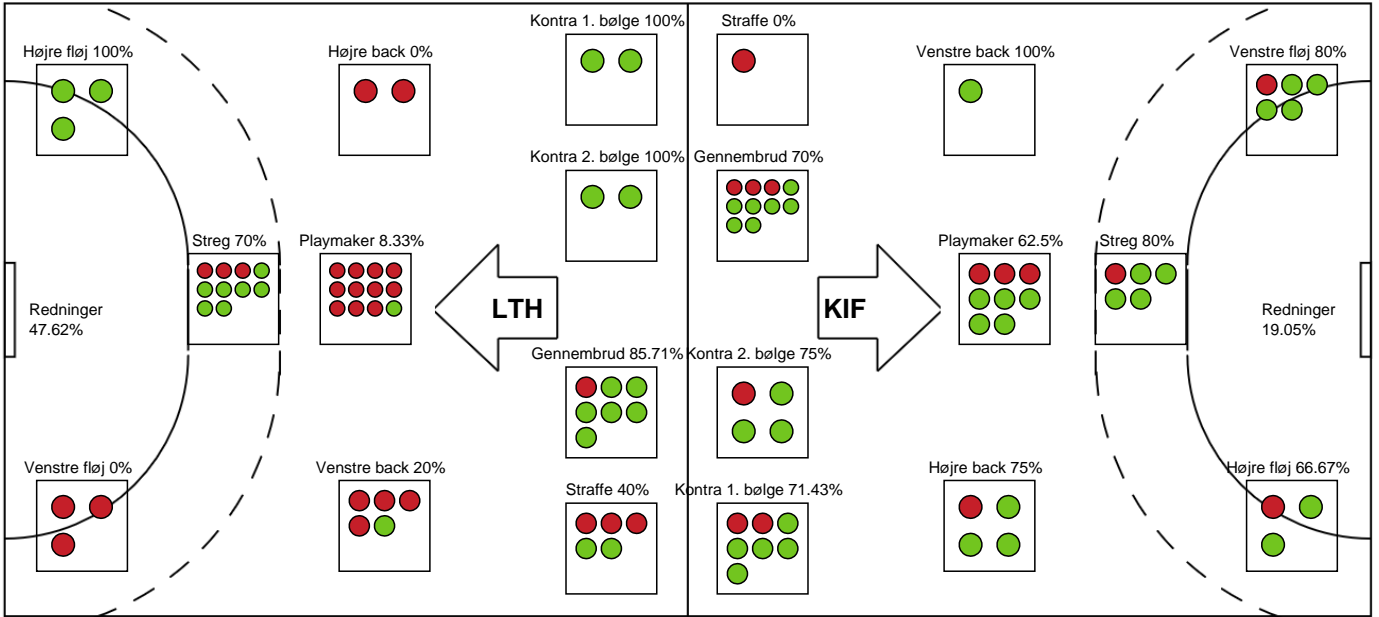 Kontra 1. bølge 100%
Straffe 0%
Højre fløj 100%
Højre back 0%
Venstre back 100%
Venstre fløj 80%
Kontra 2. bølge 100%
Gennembrud 70%
Streg 70%
Playmaker 8.33%
Playmaker 62.5%
Streg 80%
Redninger
47.62%
LTH
KIF
Redninger
19.05%
Gennembrud 85.71%
Kontra 2. bølge 75%
Venstre fløj 0%
Venstre back 20%
Højre back 75%
Højre fløj 66.67%
Straffe 40%
Kontra 1. bølge 71.43%